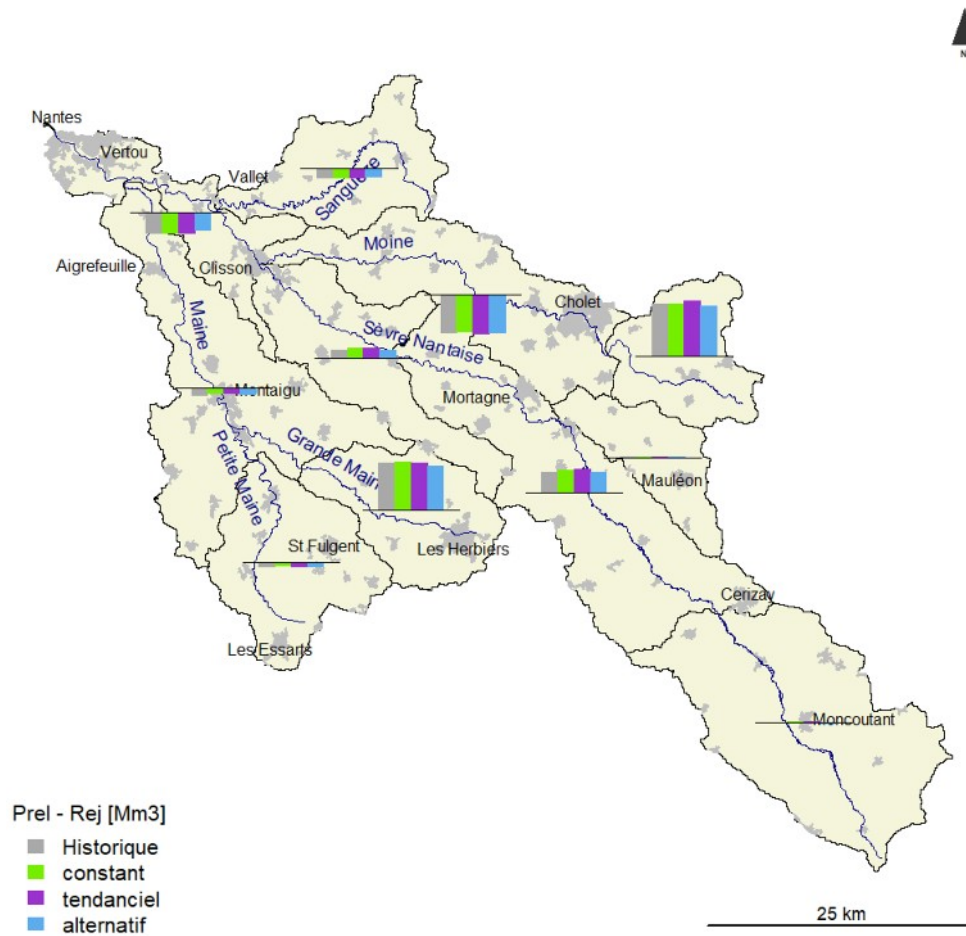 N
Nantes
Vertou
Vallet
Sanguèze
Moine
Aigrefeuille
Clisson
Cholet
Maine
Sèvre Nantaise
Mortagne
Montaigu
Grande Main
Petite Maine
Mauléon
St Fulgent
Les Herbiers
Cerizay
Les Essarts
Moncoutant
Prel - Rej [Mm3]
Historique
constant
tendanciel
alternatif
25 km